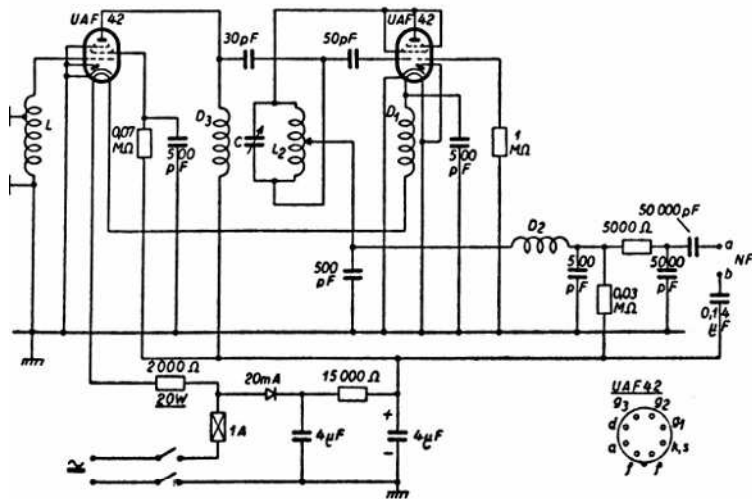 UAF 42
UAF 42
30pF
50pF
L
0,07
MΩ
500
pF
D3
C
L2
D1
500
pF
1
MΩ
500
pF
D2
5000 Ω
50 000 pF
a
NF
b
500
pF
0,03
MΩ
5000
pF
0,1
µF
2000 Ω
20W
20mA
15 000 Ω
1A
4µF
+
-
4µF
UAF 42
g3
g2
d
g1
a
k,s
f
f